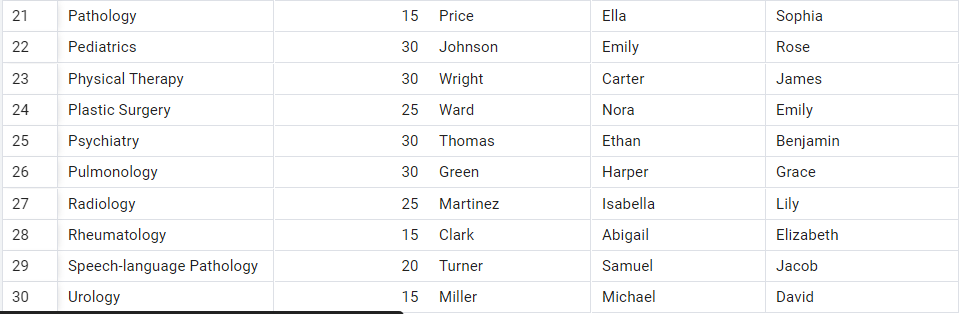 21 Pathology 15 Price Ella Sophia
22 Pediatrics 30 Johnson Emily Rose
23 Physical Therapy 30 Wright Carter James
24 Plastic Surgery 25 Ward Nora Emily
25 Psychiatry 30 Thomas Ethan Benjamin
26 Pulmonology 30 Green Harper Grace
27 Radiology 25 Martinez Isabella Lily
28 Rheumatology 15 Clark Abigail Elizabeth
29 Speech-language Pathology 20 Turner Samuel Jacob
30 Urology 15 Miller Michael David